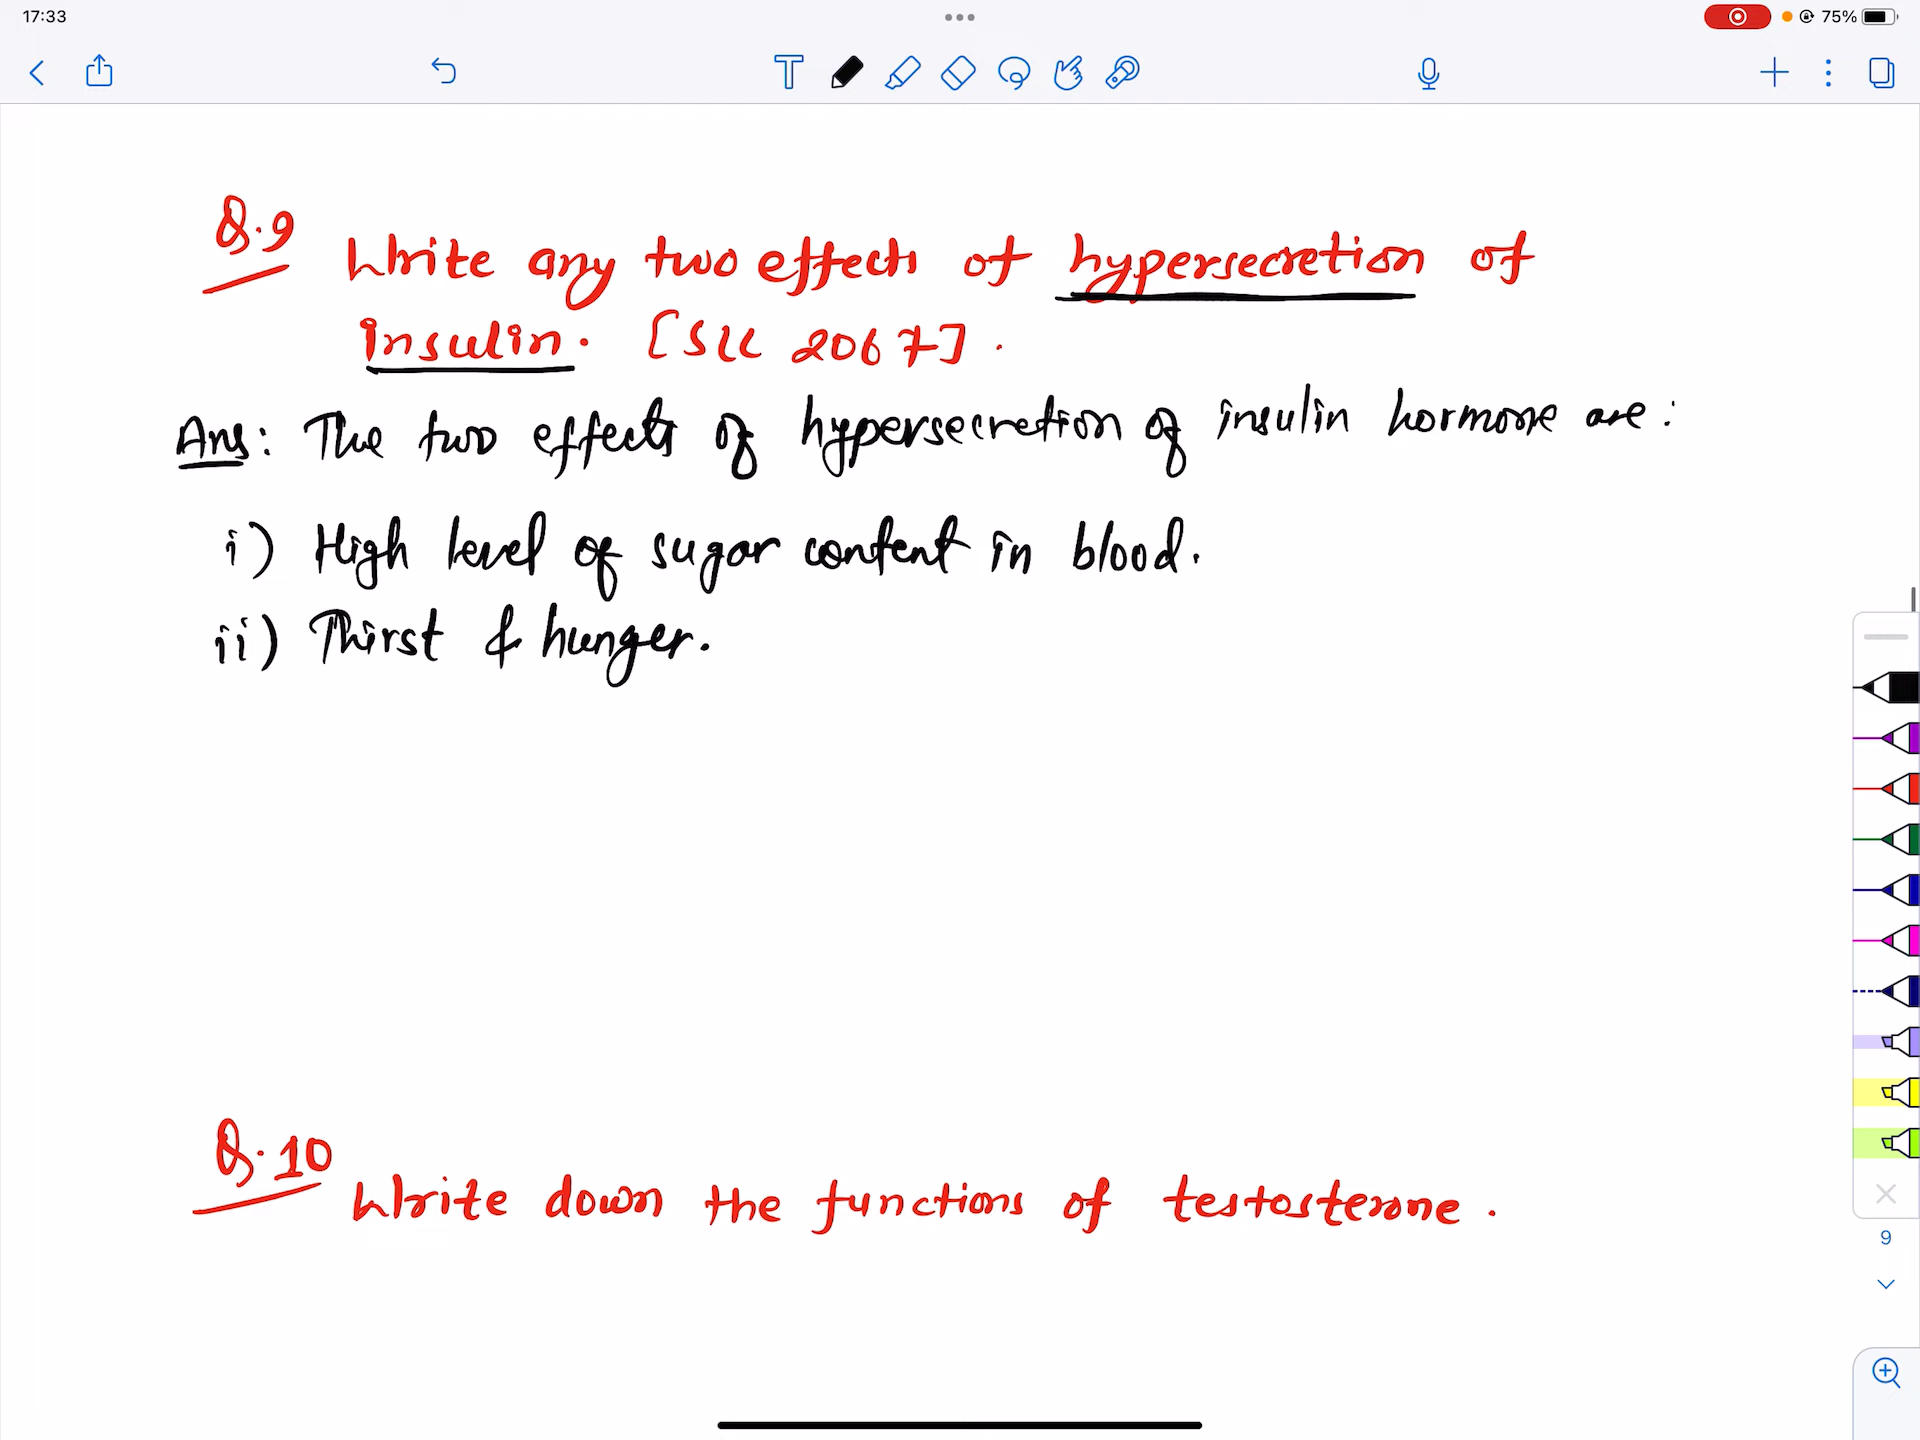 17:33
75%
Q.9
Write any two effects of hypersecretion of
insulin. [SLC 2067].
Ans: The two effects of hypersecretion of insulin hormone are:
i) High level of sugar content in blood.
ii) Thirst & hunger.
Q.10
Write down the functions of testosterone.
9